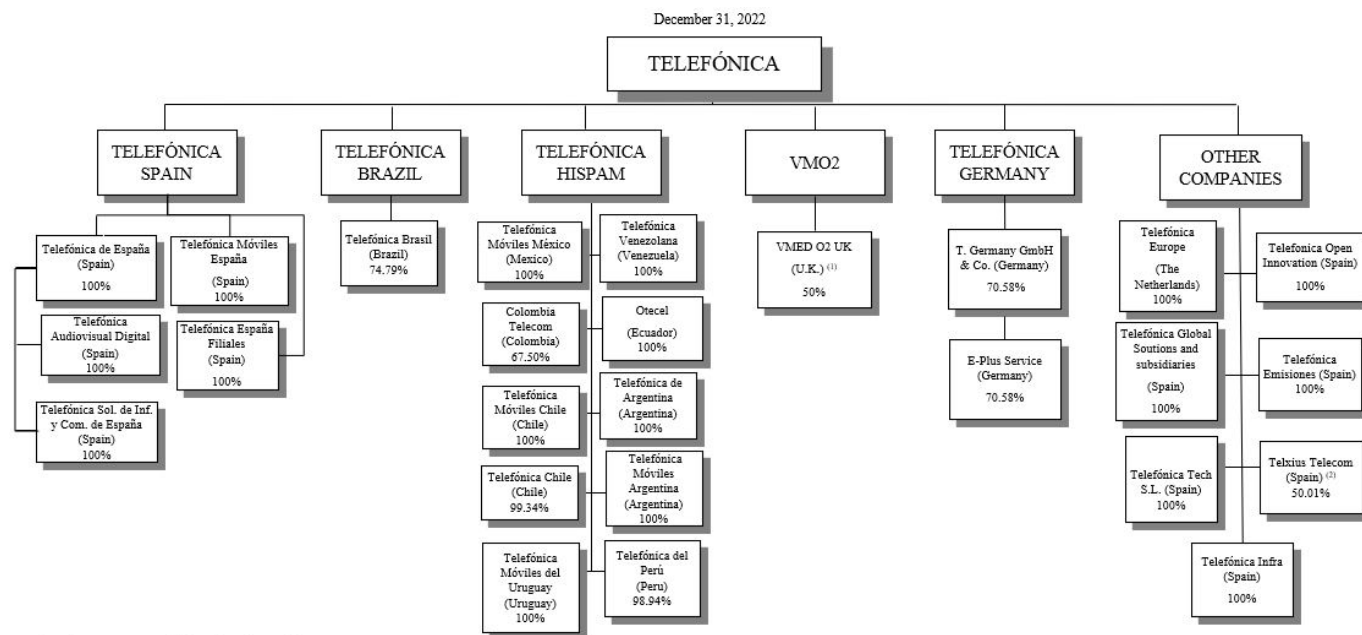 December 31, 2022
TELEFÓNICA
TELEFÓNICA
SPAIN
TELEFÓNICA
BRAZIL
TELEFÓNICA
HISPAM
VMO2
TELEFÓNICA
GERMANY
OTHER
COMPANIES
Telefónica de España
(Spain)
100%
Telefónica Móviles
España
(Spain)
100%
Telefónica
Audiovisual Digital
(Spain)
100%
Telefónica España
Filiales
(Spain)
100%
Telefónica Sol. de Inf.
y Com. de España
(Spain)
100%
Telefónica Brasil
(Brazil)
74.79%
Telefónica
Móviles México
(Mexico)
100%
Telefónica
Venezolana
(Venezuela)
100%
Colombia
Telecom
(Colombia)
67.50%
Otecel
(Ecuador)
100%
Telefónica
Móviles Chile
(Chile)
100%
Telefónica de
Argentina
(Argentina)
100%
Telefónica Chile
(Chile)
99.34%
Telefónica
Móviles
Argentina
(Argentina)
100%
Telefónica
Móviles del
Uruguay
(Uruguay)
100%
Telefónica del
Perú
(Peru)
98.94%
VMED O2 UK
(U.K.) (1)
50%
T. Germany GmbH
& Co. (Germany)
70.58%
E-Plus Service
(Germany)
70.58%
Telefónica
Europe
(The
Netherlands)
100%
Telefonica Open
Innovation (Spain)
100%
Telefónica Global
Soutions and
subsidiaries
(Spain)
100%
Telefónica
Emisiones (Spain)
100%
Telefónica Tech
S.L. (Spain)
100%
Telxius Telecom
(Spain) (2)
50.01%
Telefónica Infra
(Spain)
100%